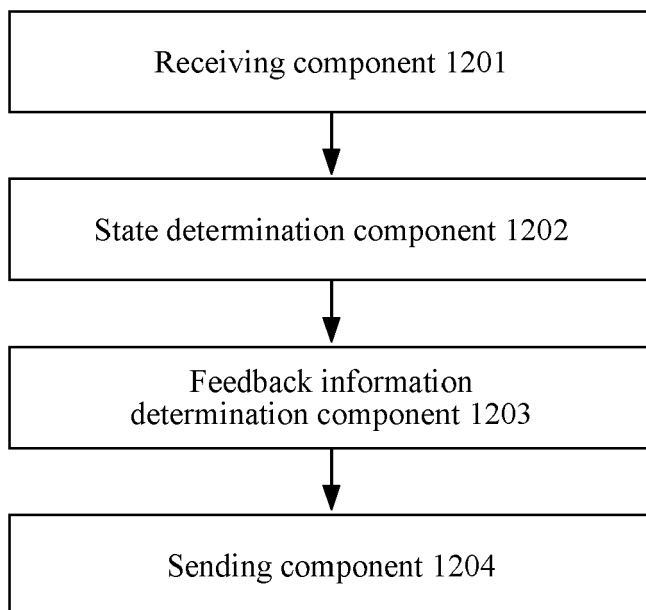 Receiving component 1201
State determination component 1202
Feedback information
determination component 1203
Sending component 1204